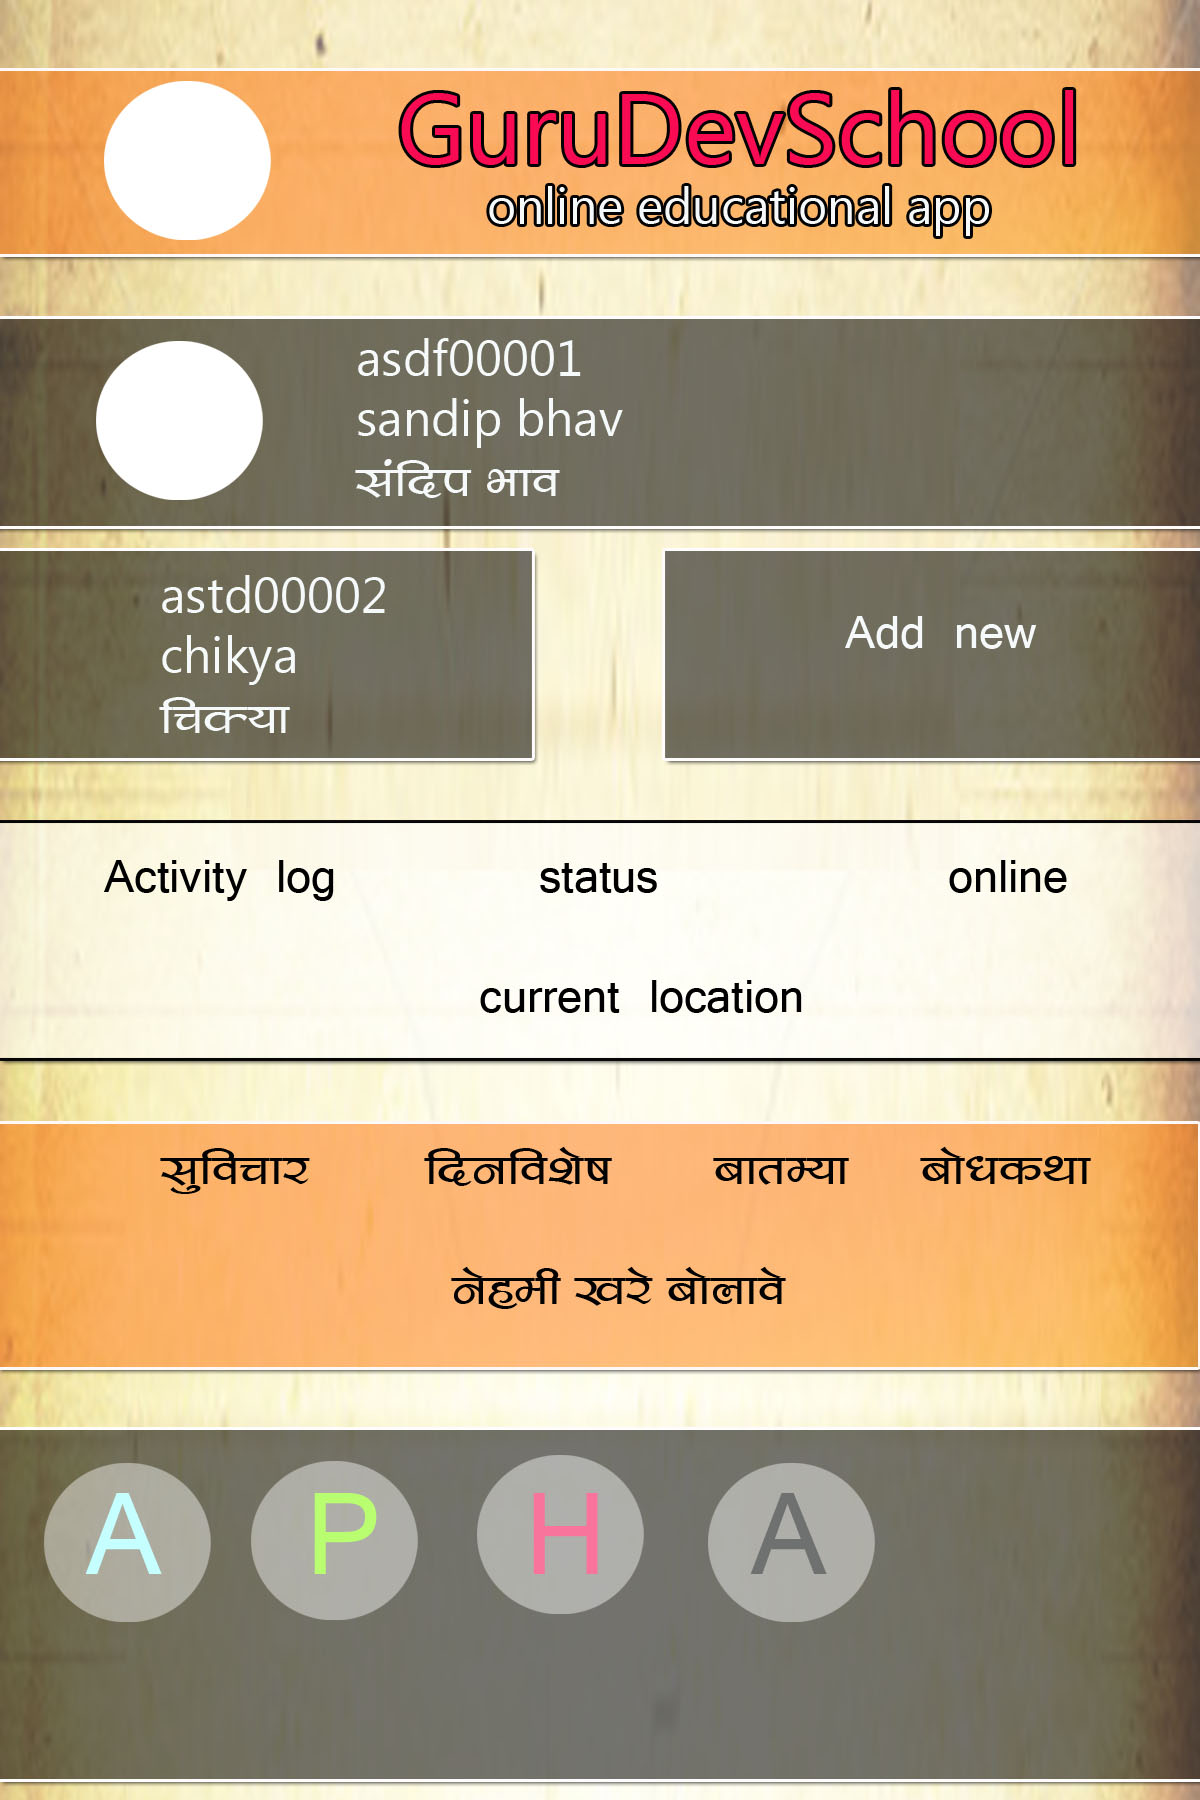 GuruDevSchool
online educational app
asdf00001
sandip bhav
संदिप भाव
astd00002
chikya
चिक्या
Add new
Activity log status online
current location
सुविचार दिनविशेष बातम्या बोधकथा
नेहमी खरे बोलावे
A P H A